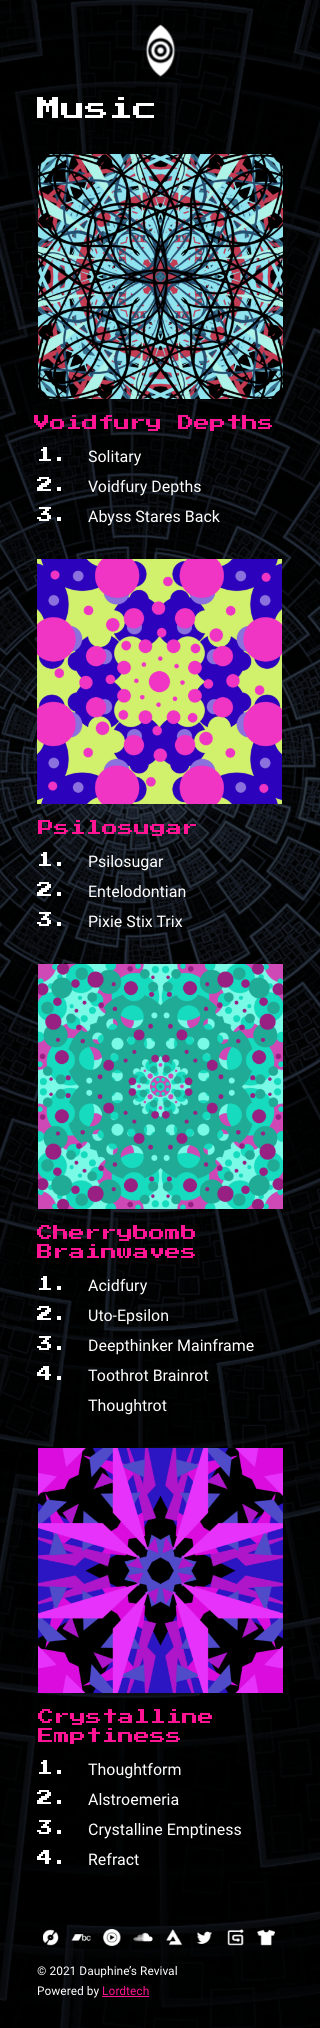 Music
Voidfury Depths
1. Solitary
2. Voidfury Depths
3. Abyss Stares Back
Psilosugar
1. Psilosugar
2. Entelodontian
3. Pixie Stix Trix
Cherrybomb
Brainwaves
1. Acidfury
2. Uto-Epsilon
3. Deepthinker Mainframe
4. Toothrot Brainrot
Thoughtrot
Crystalline
Emptiness
1. Thoughtform
2. Alstroemeria
3. Crystalline Emptiness
4. Refract
bc
© 2021 Dauphine's Revival
Powered by Lordtech